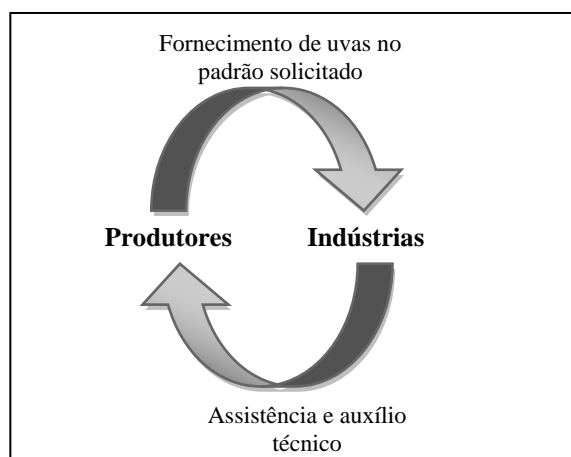 Fornecimento de uvas no
padrão solicitado
Produtores Indústrias
Assistência e auxílio
técnico